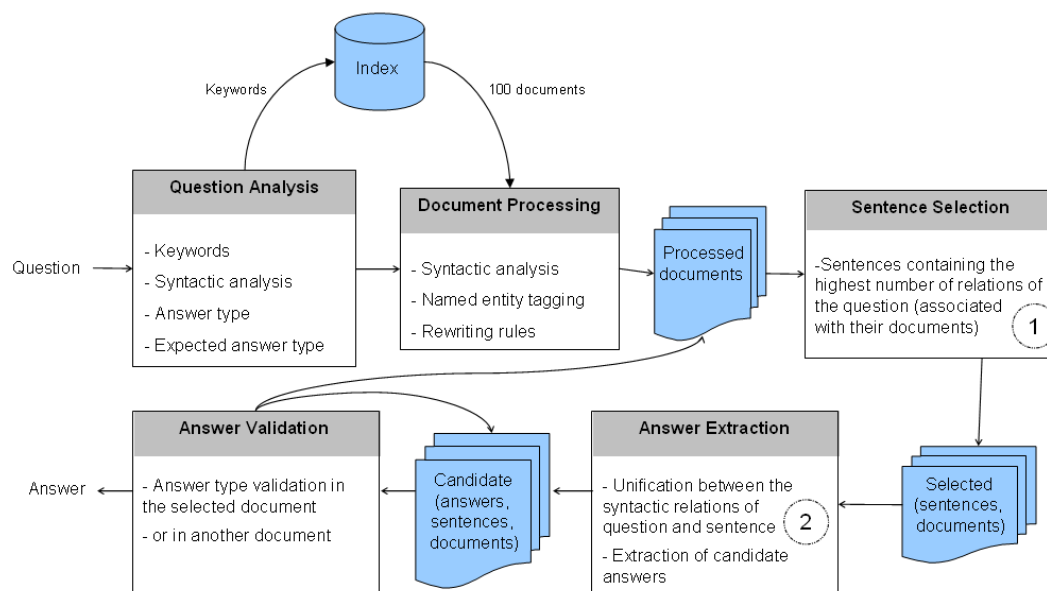 Index
Keywords
100 documents
Question Analysis
- Keywords
- Syntactic analysis
- Answer type
- Expected answer type
Question
Document Processing
- Syntactic analysis
- Named entity tagging
- Rewriting rules
Processed
documents
Sentence Selection
-Sentences containing the
highest number of relations of
the question (associated
with their documents)
1
Answer Validation
- Answer type validation in
the selected document
- or in another document
Answer
Candidate
(answers,
sentences,
documents)
Answer Extraction
- Unification between the
syntactic relations of
question and sentence
2
- Extraction of candidate
answers
Selected
(sentences,
documents)